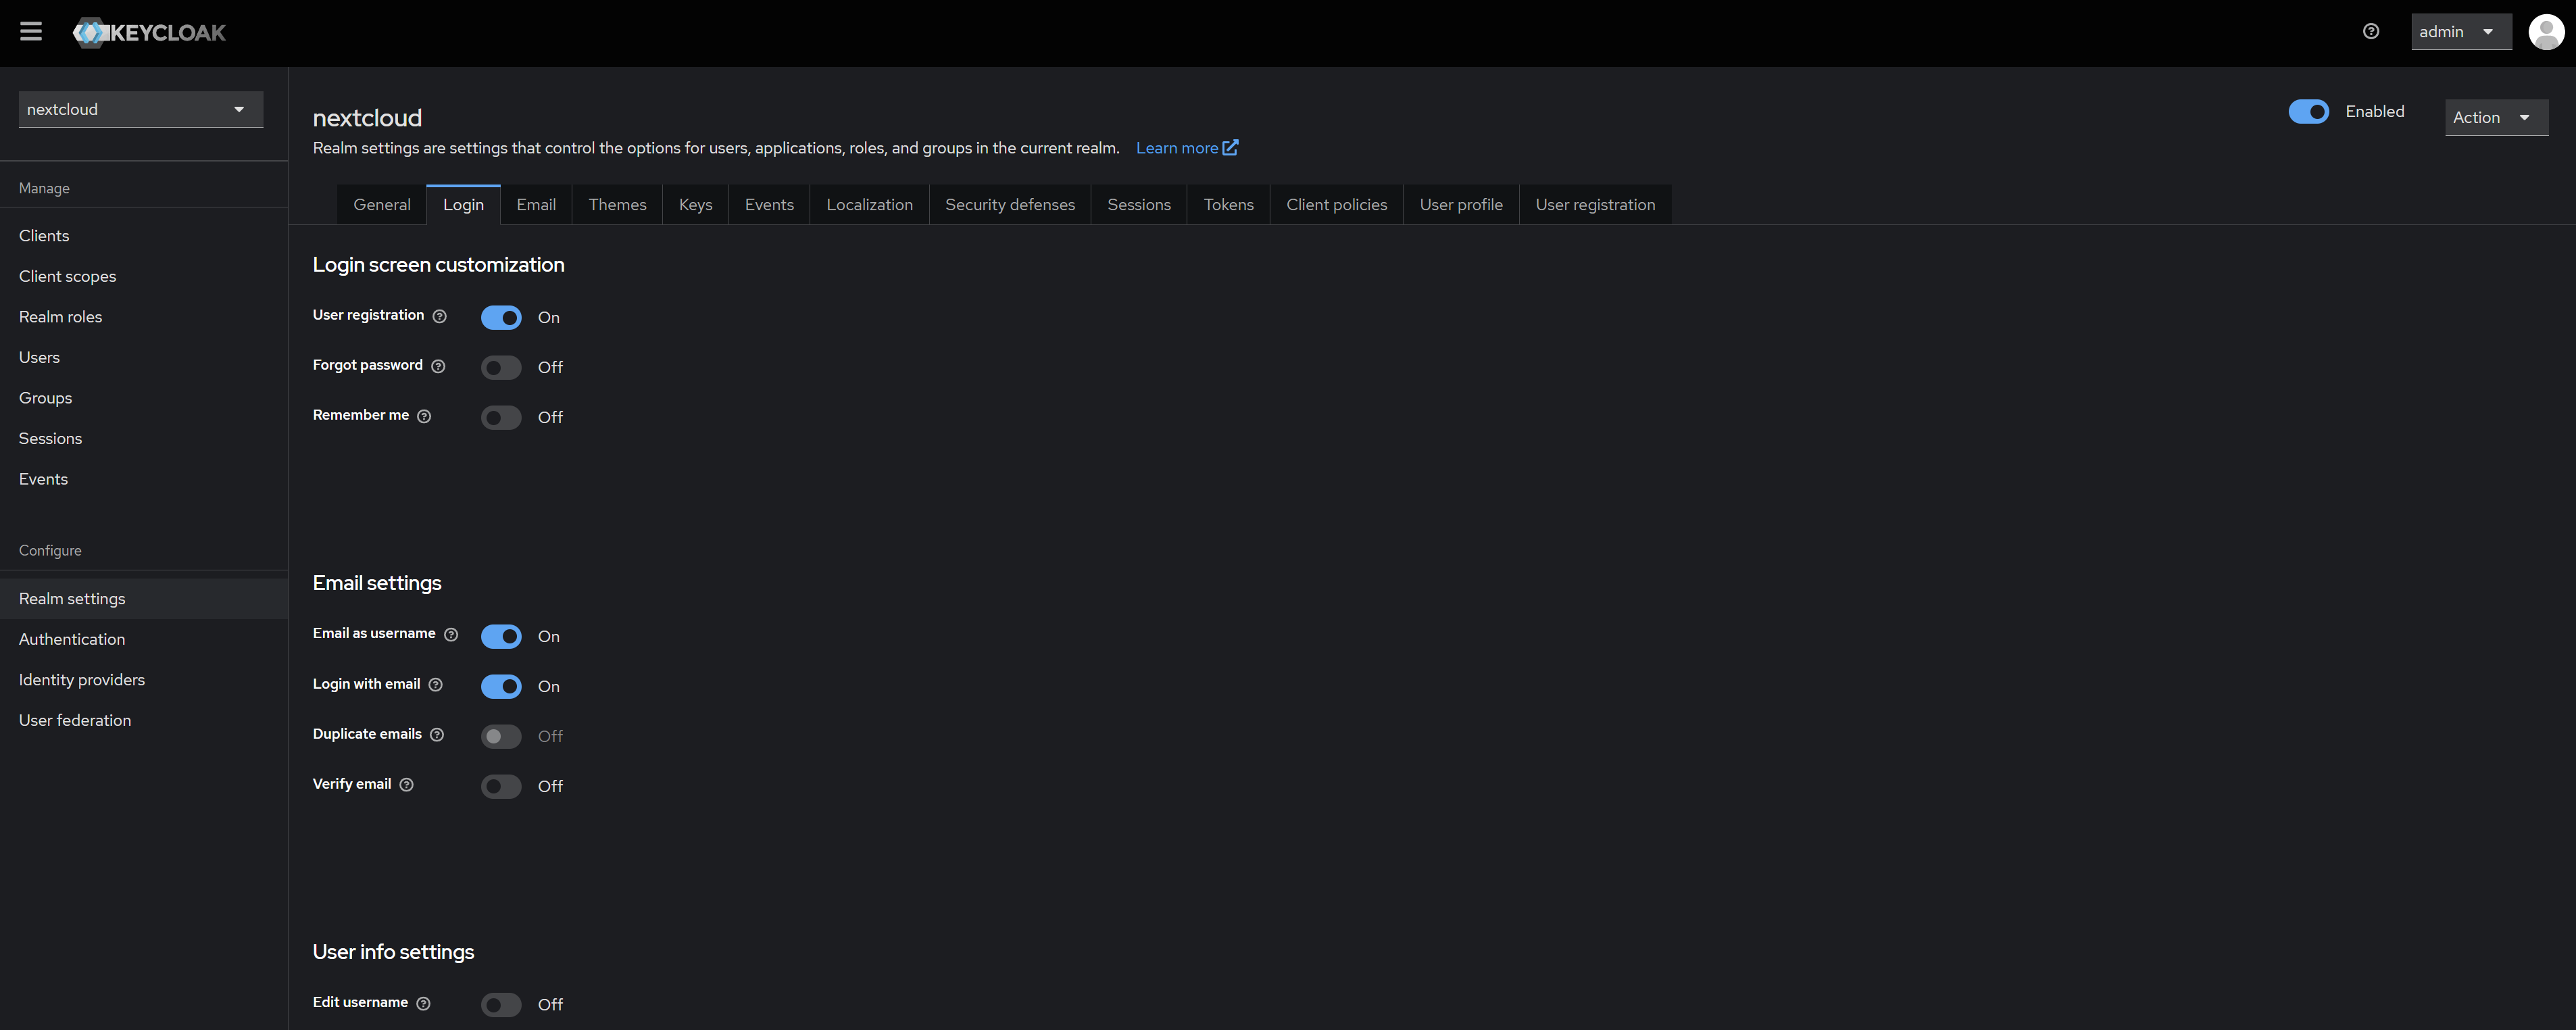 KEYCLOAK
admin
nextcloud
Manage
Clients
Client scopes
Realm roles
Users
Groups
Sessions
Events
Configure
Realm settings
Authentication
Identity providers
User federation
nextcloud
Enabled
Action
Realm settings are settings that control the options for users, applications, roles, and groups in the current realm. Learn more
General Login Email Themes Keys Events Localization Security defenses Sessions Tokens Client policies User profile User registration
Login screen customization
User registration On
Forgot password Off
Remember me Off
Email settings
Email as username On
Login with email On
Duplicate emails Off
Verify email Off
User info settings
Edit username Off